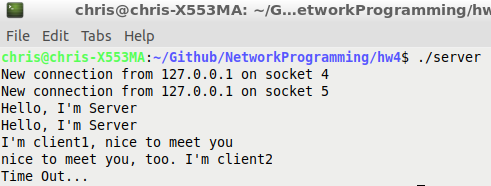 chris@chris-X553MA: ~/G...etworkProgramming/hw
File Edit Tabs Help
chris@chris-X553MA:~/Github/NetworkProgramming/hw4$ ./server
New connection from 127.0.0.1 on socket 4
New connection from 127.0.0.1 on socket 5
Hello, I'm Server
Hello, I'm Server
I'm client1, nice to meet you
nice to meet you, too. I'm client2
Time Out...